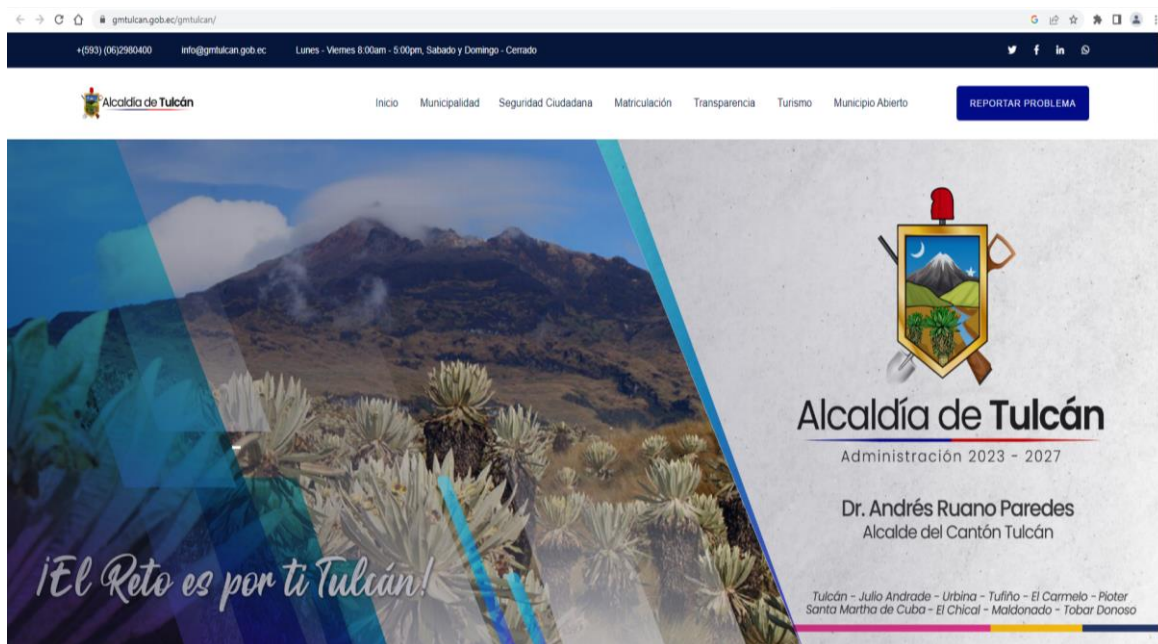 gmtulcan.gob.ec/gmtulcan/
+(593) (06)2980400 info@gmtulcan.gob.ec Lunes - Viernes 8:00am - 5:00pm, Sabado y Domingo - Cerrado
Alcaldía de Tulcán
Inicio Municipalidad Seguridad Ciudadana Matriculación Transparencia Turismo Municipio Abierto REPORTAR PROBLEMA
Alcaldía de Tulcán
Administración 2023 - 2027
Dr. Andrés Ruano Paredes
Alcalde del Cantón Tulcán
¡El Reto es por ti Tulcán!
Tulcán - Julio Andrade - Urbina - Tufiño - El Carmelo - Pioter
Santa Martha de Cuba - El Chical - Maldonado - Tobar Donoso